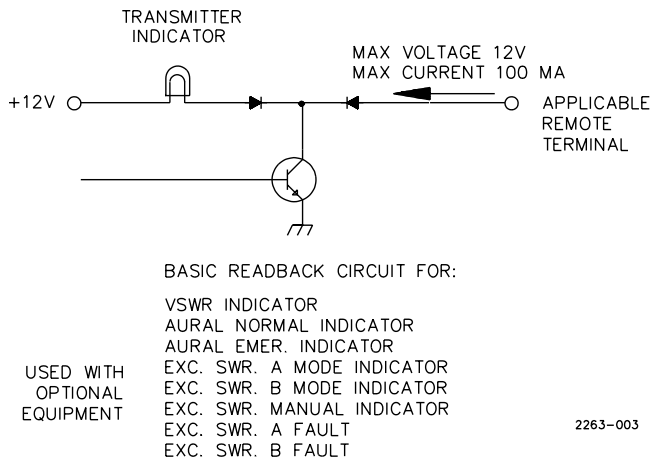 TRANSMITTER
INDICATOR
MAX VOLTAGE 12V
MAX CURRENT 100 MA
+12V
APPLICABLE
REMOTE
TERMINAL
BASIC READBACK CIRCUIT FOR:
VSWR INDICATOR
AURAL NORMAL INDICATOR
AURAL EMER. INDICATOR
USED WITH
OPTIONAL
EQUIPMENT
EXC. SWR. A MODE INDICATOR
EXC. SWR. B MODE INDICATOR
EXC. SWR. MANUAL INDICATOR
EXC. SWR. A FAULT
EXC. SWR. B FAULT
2263-003